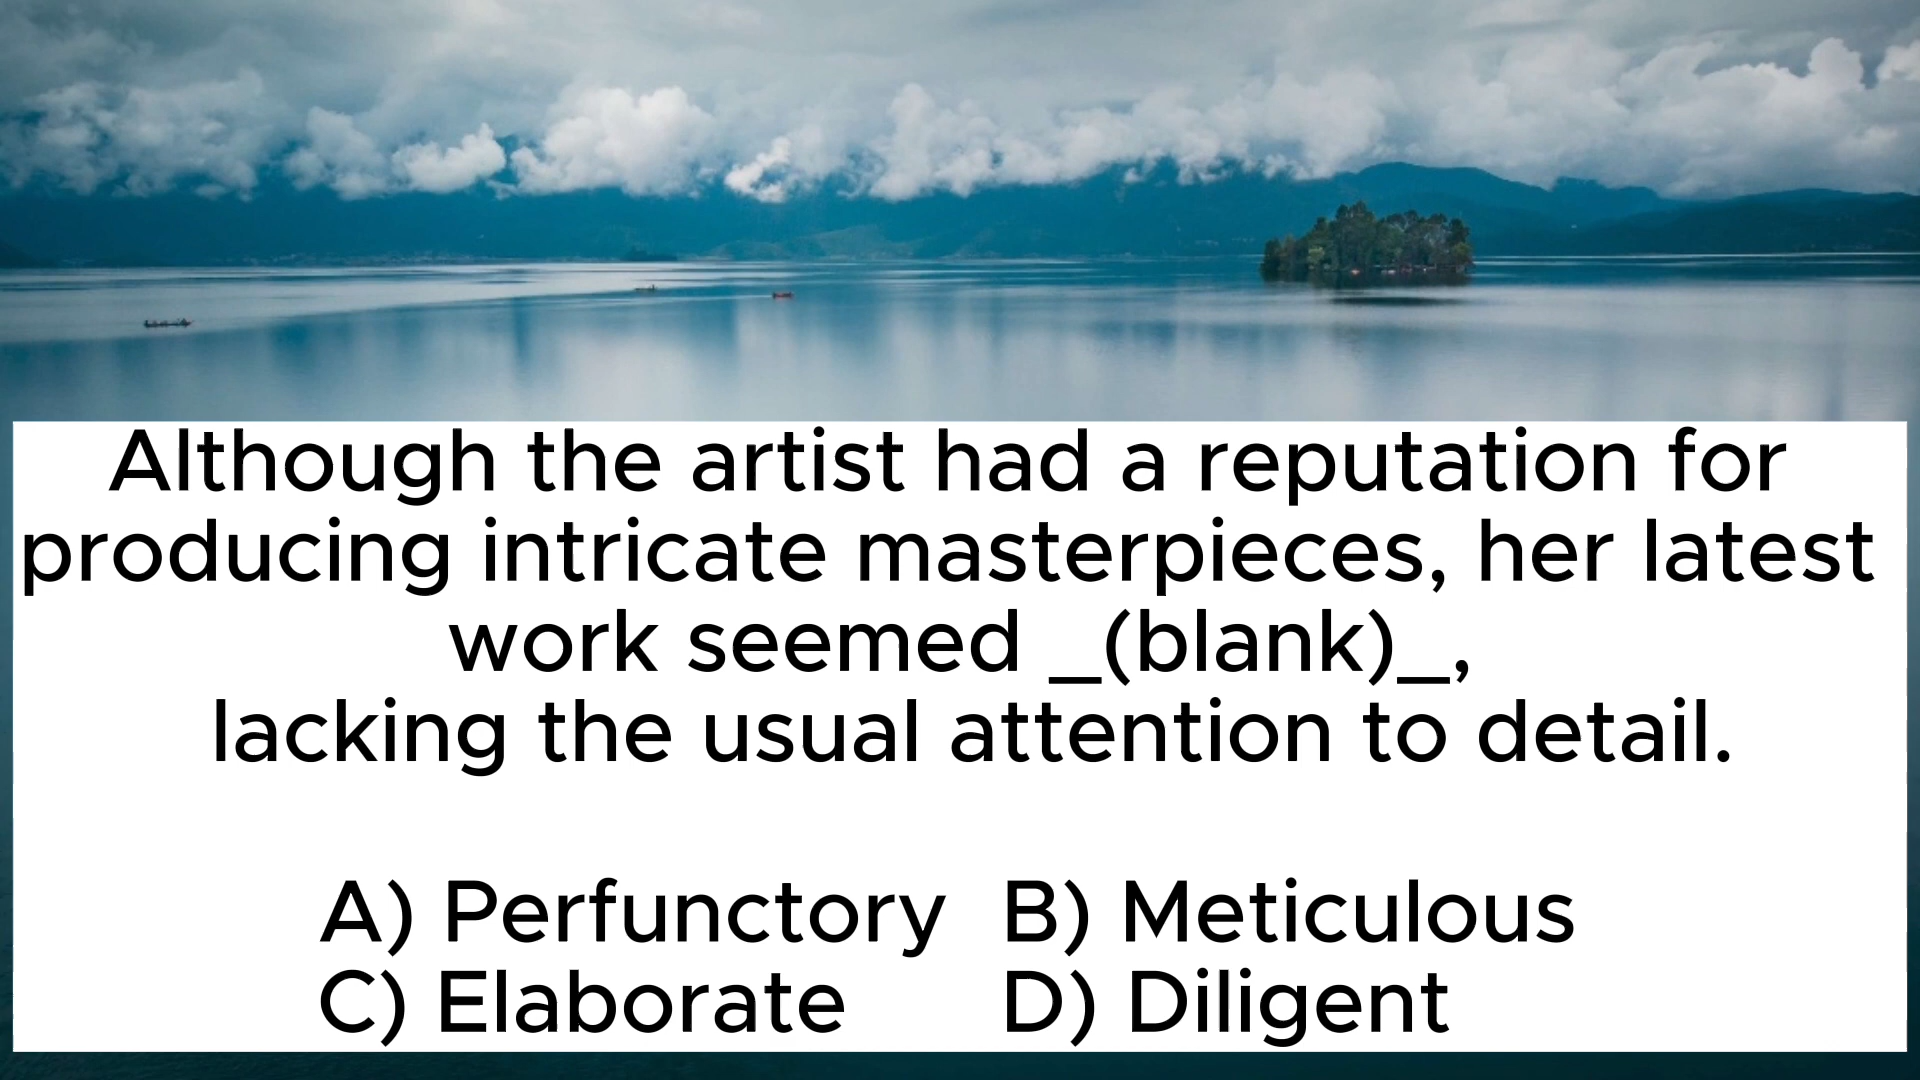 Although the artist had a reputation for
producing intricate masterpieces, her latest
work seemed _(blank)_,
lacking the usual attention to detail.
A) Perfunctory B) Meticulous
C) Elaborate D) Diligent